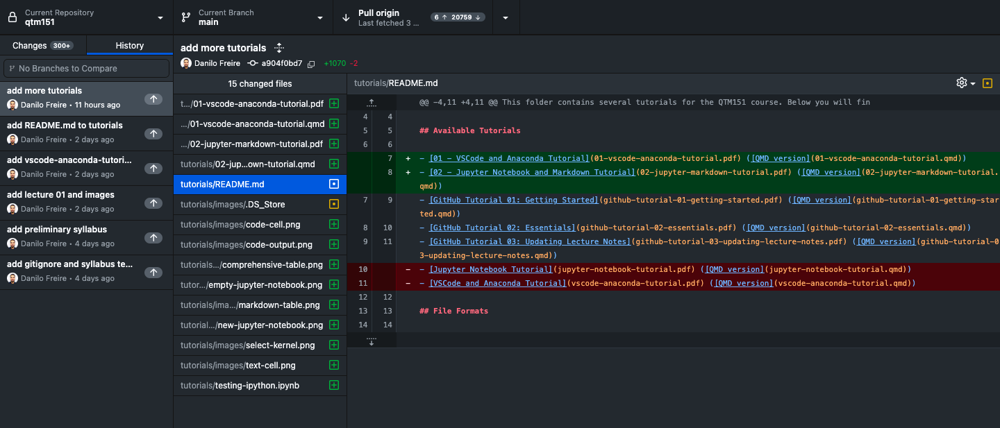 Current Repository
qtm151
Current Branch
main
Pull origin
Last fetched 3 ...
6 ↑ 20759 ↓
Changes 300+
History
No Branches to Compare
add more tutorials
Danilo Freire • 11 hours ago
add README.md to tutorials
Danilo Freire • 2 days ago
add vscode-anaconda-tutori...
Danilo Freire • 2 days ago
add lecture 01 and images
Danilo Freire • 2 days ago
add preliminary syllabus
Danilo Freire • 4 days ago
add gitignore and syllabus te...
Danilo Freire • 4 days ago
add more tutorials
Danilo Freire a904f0bd7 +1070 -2
15 changed files
t.../01-vscode-anaconda-tutorial.pdf
.../01-vscode-anaconda-tutorial.qmd
.../02-jupyter-markdown-tutorial.pdf
tutorials/02-jup...own-tutorial.qmd
tutorials/README.md
tutorials/images/.DS_Store
tutorials/images/code-cell.png
tutorials/images/code-output.png
tutorials.../comprehensive-table.png
tutor.../empty-jupyter-notebook.png
tutorials/ima.../markdown-table.png
tutorial.../new-jupyter-notebook.png
tutorials/images/select-kernel.png
tutorials/images/text-cell.png
tutorials/testing-ipython.ipynb
tutorials/README.md
@@ -4,11 +4,11 @@ This folder contains several tutorials for the QTM151 course. Below you will fin
4 4
5 5 ## Available Tutorials
6 6
7 + - [01 - VSCode and Anaconda Tutorial](01-vscode-anaconda-tutorial.pdf) ([QMD version](01-vscode-anaconda-tutorial.qmd))
8 + - [02 - Jupyter Notebook and Markdown Tutorial](02-jupyter-markdown-tutorial.pdf) ([QMD version](02-jupyter-markdown-tutorial.
qmd))
7 9 - [GitHub Tutorial 01: Getting Started](github-tutorial-01-getting-started.pdf) ([QMD version](github-tutorial-01-getting-star
ted.qmd))
8 10 - [GitHub Tutorial 02: Essentials](github-tutorial-02-essentials.pdf) ([QMD version](github-tutorial-02-essentials.qmd))
9 11 - [GitHub Tutorial 03: Updating Lecture Notes](github-tutorial-03-updating-lecture-notes.pdf) ([QMD version](github-tutorial-0
3-updating-lecture-notes.qmd))
10 - - [Jupyter Notebook Tutorial](jupyter-notebook-tutorial.pdf) ([QMD version](jupyter-notebook-tutorial.qmd))
11 - - [VSCode and Anaconda Tutorial](vscode-anaconda-tutorial.pdf) ([QMD version](vscode-anaconda-tutorial.qmd))
12 12
13 13 ## File Formats
14 14